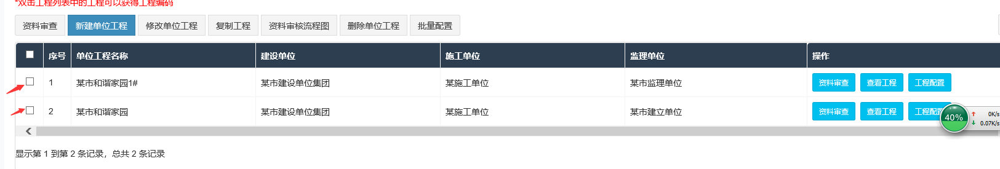 *双击工程列表中的工程可以获得工程编码
资料审查 新建单位工程 修改单位工程 复制工程 资料审核流程图 删除单位工程 批量配置
序号 单位工程名称 建设单位 施工单位 监理单位 操作
1 某市和谐家园1# 某市建设单位集团 某施工单位 某市监理单位 资料审查 查看工程 工程配置
2 某市和谐家园 某市建设单位集团 某施工单位 某市建立单位 资料审查 查看工程 工程配置
40% 0K/s
0.07K/s
显示第 1 到第 2 条记录，总共 2 条记录